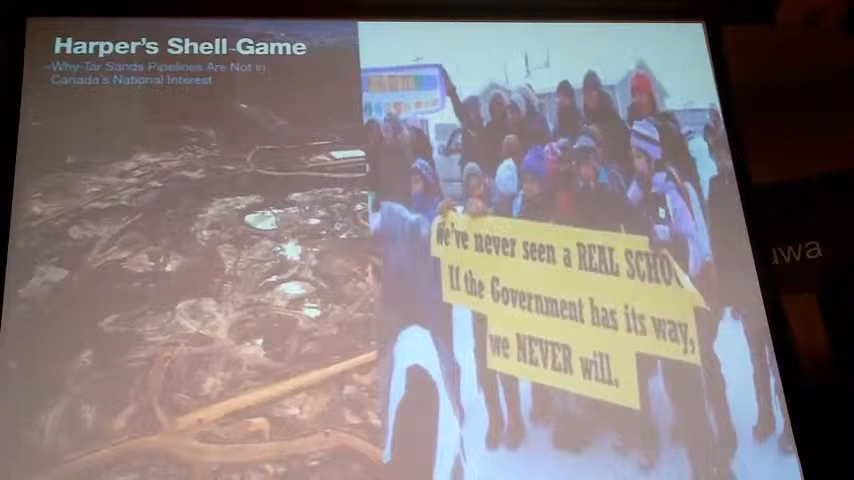 Harper's Shell Game
-Why Tar Sands Pipelines Are Not in
Canada's National Interest
We've never seen a REAL SCHO
If the Government has its way,
we NEVER will.
uwa